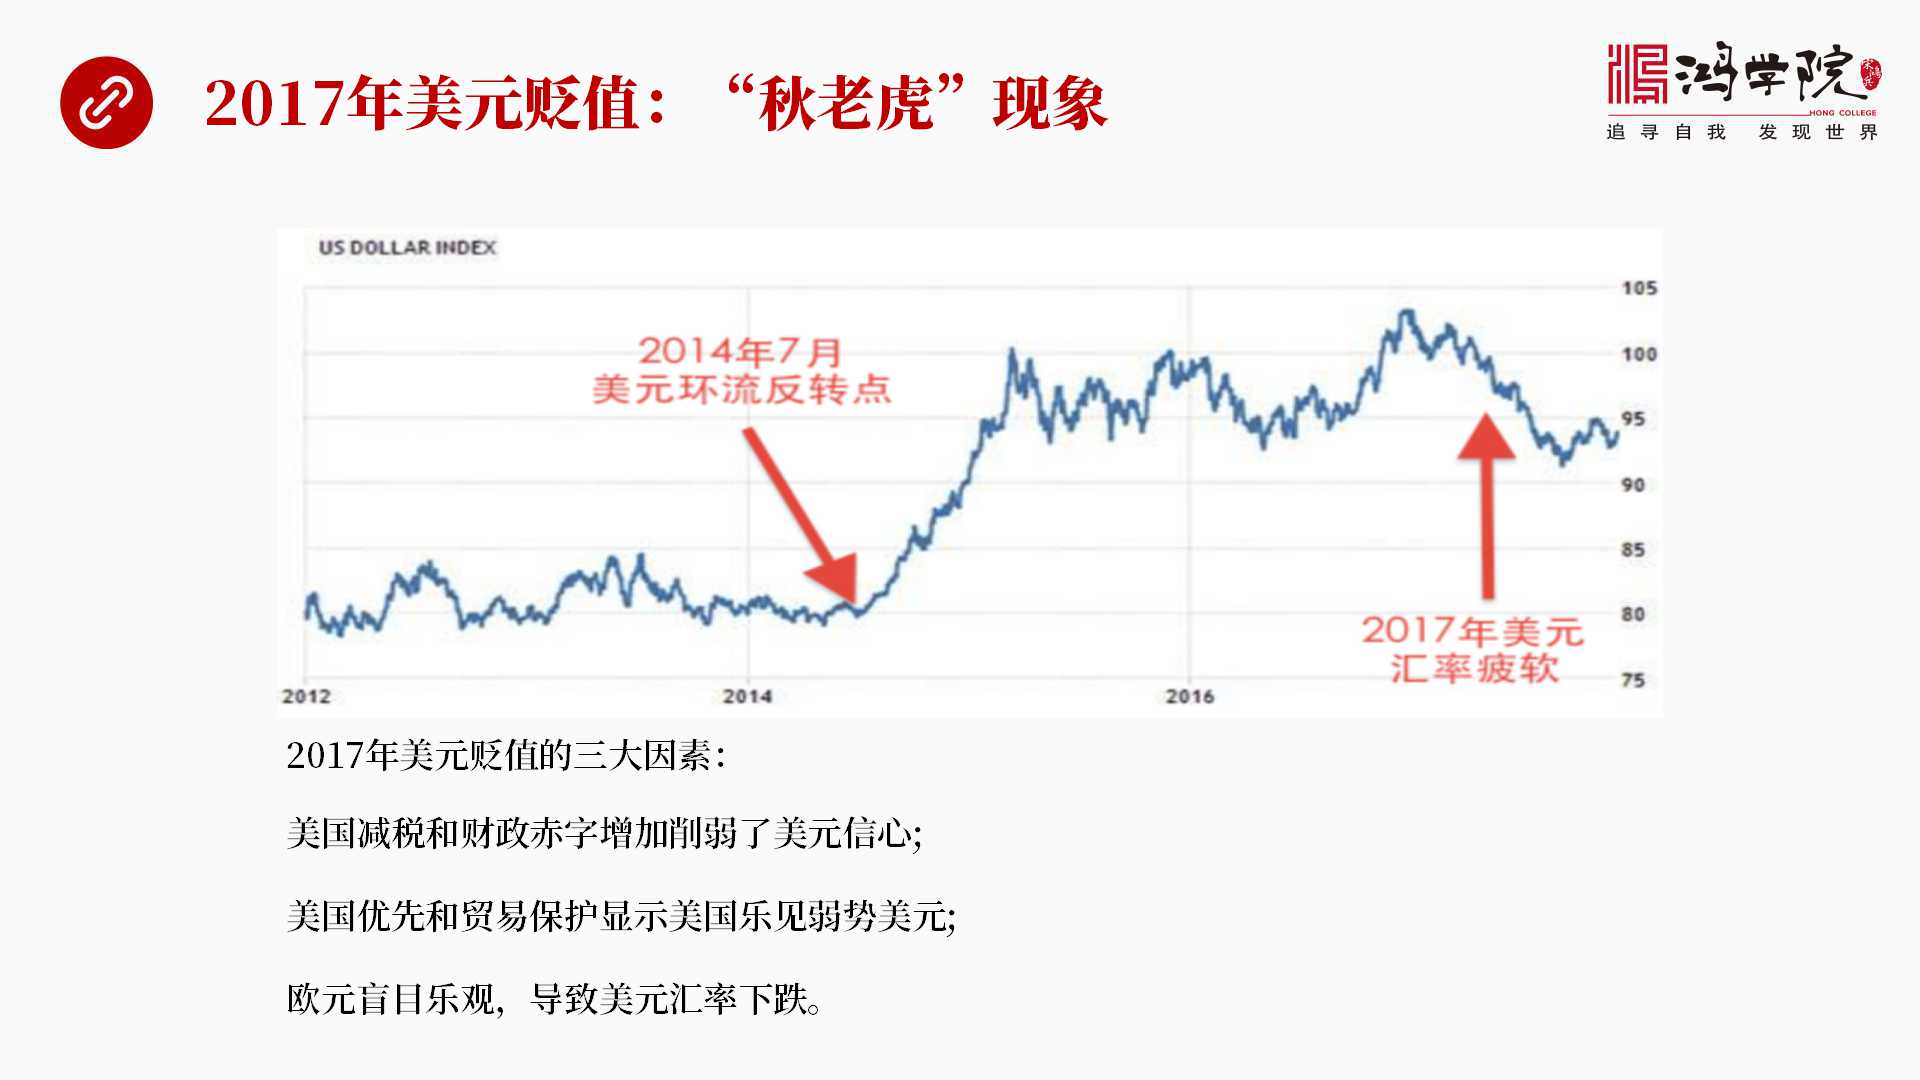 2017年美元贬值：“秋老虎”现象
鸿学院
宋鸿兵
HONG COLLEGE
追寻自我 发现世界
US DOLLAR INDEX
105
2014年7月
100
美元环流反转点
95
90
85
80
2017年美元
汇率疲软
75
2012 2014 2016
2017年美元贬值的三大因素：
美国减税和财政赤字增加削弱了美元信心；
美国优先和贸易保护显示美国乐见弱势美元；
欧元盲目乐观，导致美元汇率下跌。